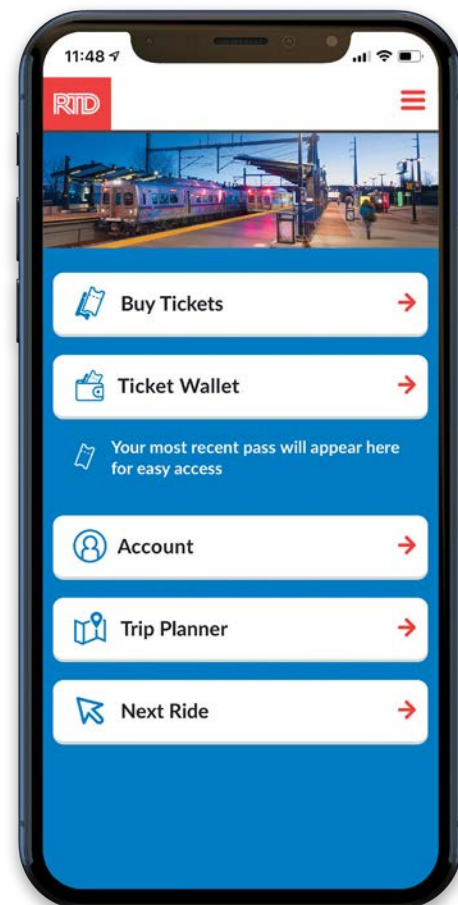 11:48
RTD
Buy Tickets
Ticket Wallet
Your most recent pass will appear here
for easy access
Account
Trip Planner
Next Ride